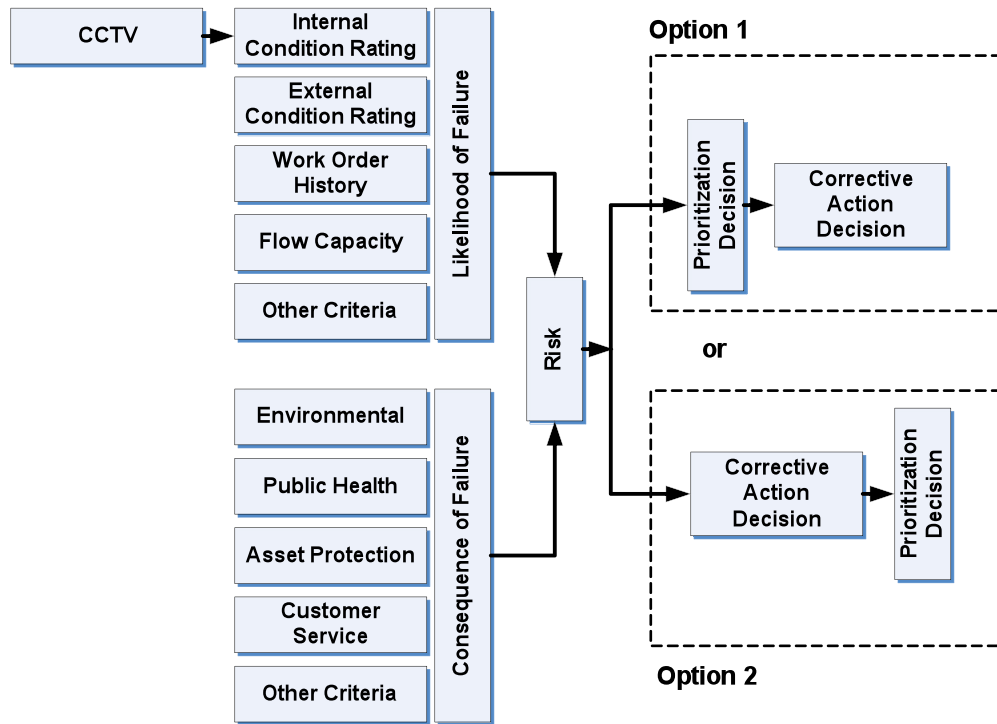 CCTV
Internal
Condition Rating
External
Condition Rating
Work Order
History
Flow Capacity
Other Criteria
Likelihood of Failure
Environmental
Public Health
Asset Protection
Customer
Service
Other Criteria
Consequence of Failure
Risk
Option 1
Prioritization
Decision
Corrective
Action
Decision
or
Corrective
Action
Decision
Prioritization
Decision
Option 2